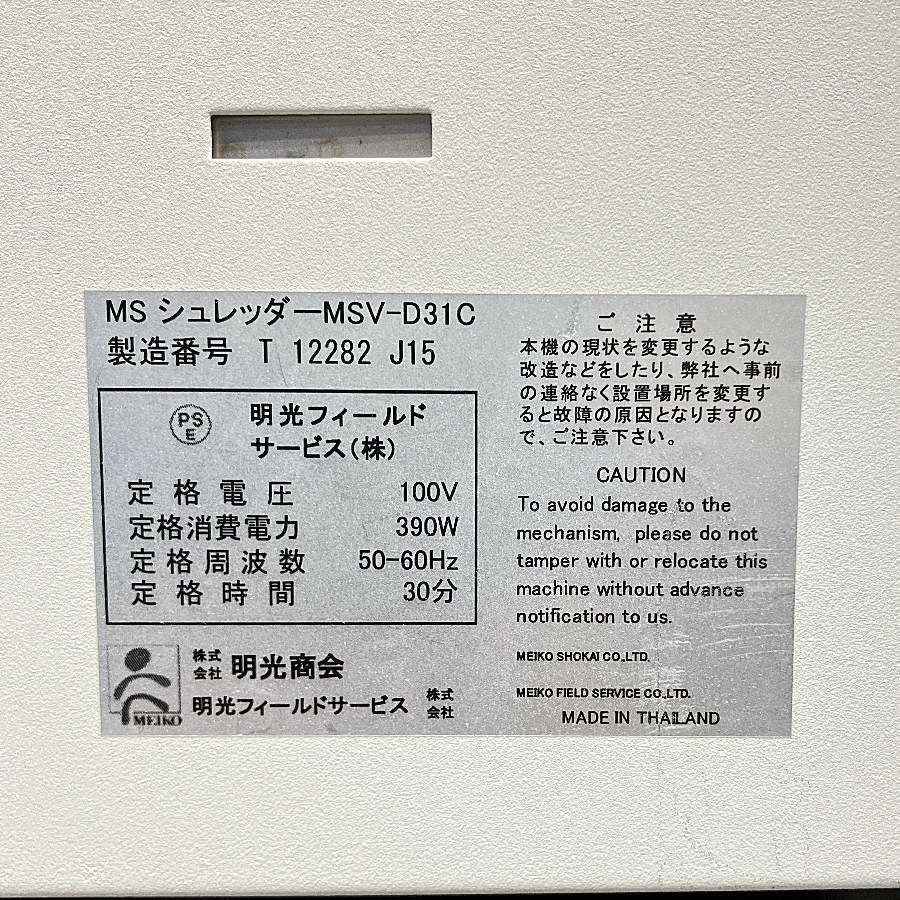 MS シュレッダーMSV-D31C
製造番号 T 12282 J15
PS
E
明光フィールド
サービス(株)
定格電圧 100V
定格消費電力 390W
定格周波数 50-60Hz
定格時間 30分
MEIKO
株式
会社 明光商会
明光フィールドサービス 株式
会社
ご注意
本機の現状を変更するような
改造などをしたり、弊社へ事前
の連絡なく設置場所を変更す
ると故障の原因となりますの
で、ご注意下さい。
CAUTION
To avoid damage to the
mechanism, please do not
tamper with or relocate this
machine without advance
notification to us.
MEIKO SHOKAI CO.,LTD.
MEIKO FIELD SERVICE CO.,LTD.
MADE IN THAILAND